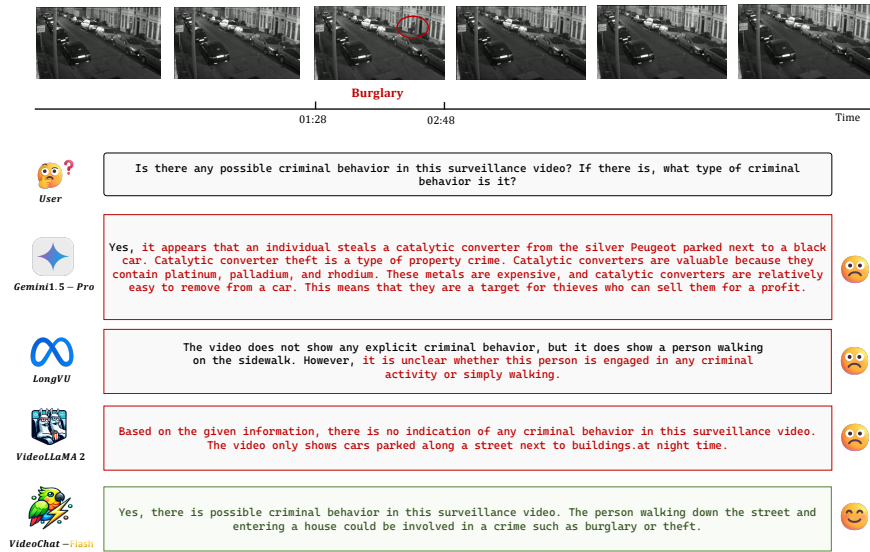 Burglary
01:28
02:48
Time
Is there any possible criminal behavior in this surveillance video? If there is, what type of criminal
behavior is it?
User
Yes, it appears that an individual steals a catalytic converter from the silver Peugeot parked next to a black
car. Catalytic converter theft is a type of property crime. Catalytic converters are valuable because they
contain platinum, palladium, and rhodium. These metals are expensive, and catalytic converters are relatively
easy to remove from a car. This means that they are a target for thieves who can sell them for a profit.
Gemini1.5 − Pro
The video does not show any explicit criminal behavior, but it does show a person walking
on the sidewalk. However, it is unclear whether this person is engaged in any criminal
activity or simply walking.
LongVU
Based on the given information, there is no indication of any criminal behavior in this surveillance video.
The video only shows cars parked along a street next to buildings.at night time.
VideoLLaMA 2
Yes, there is possible criminal behavior in this surveillance video. The person walking down the street and
entering a house could be involved in a crime such as burglary or theft.
VideoChat − Flash